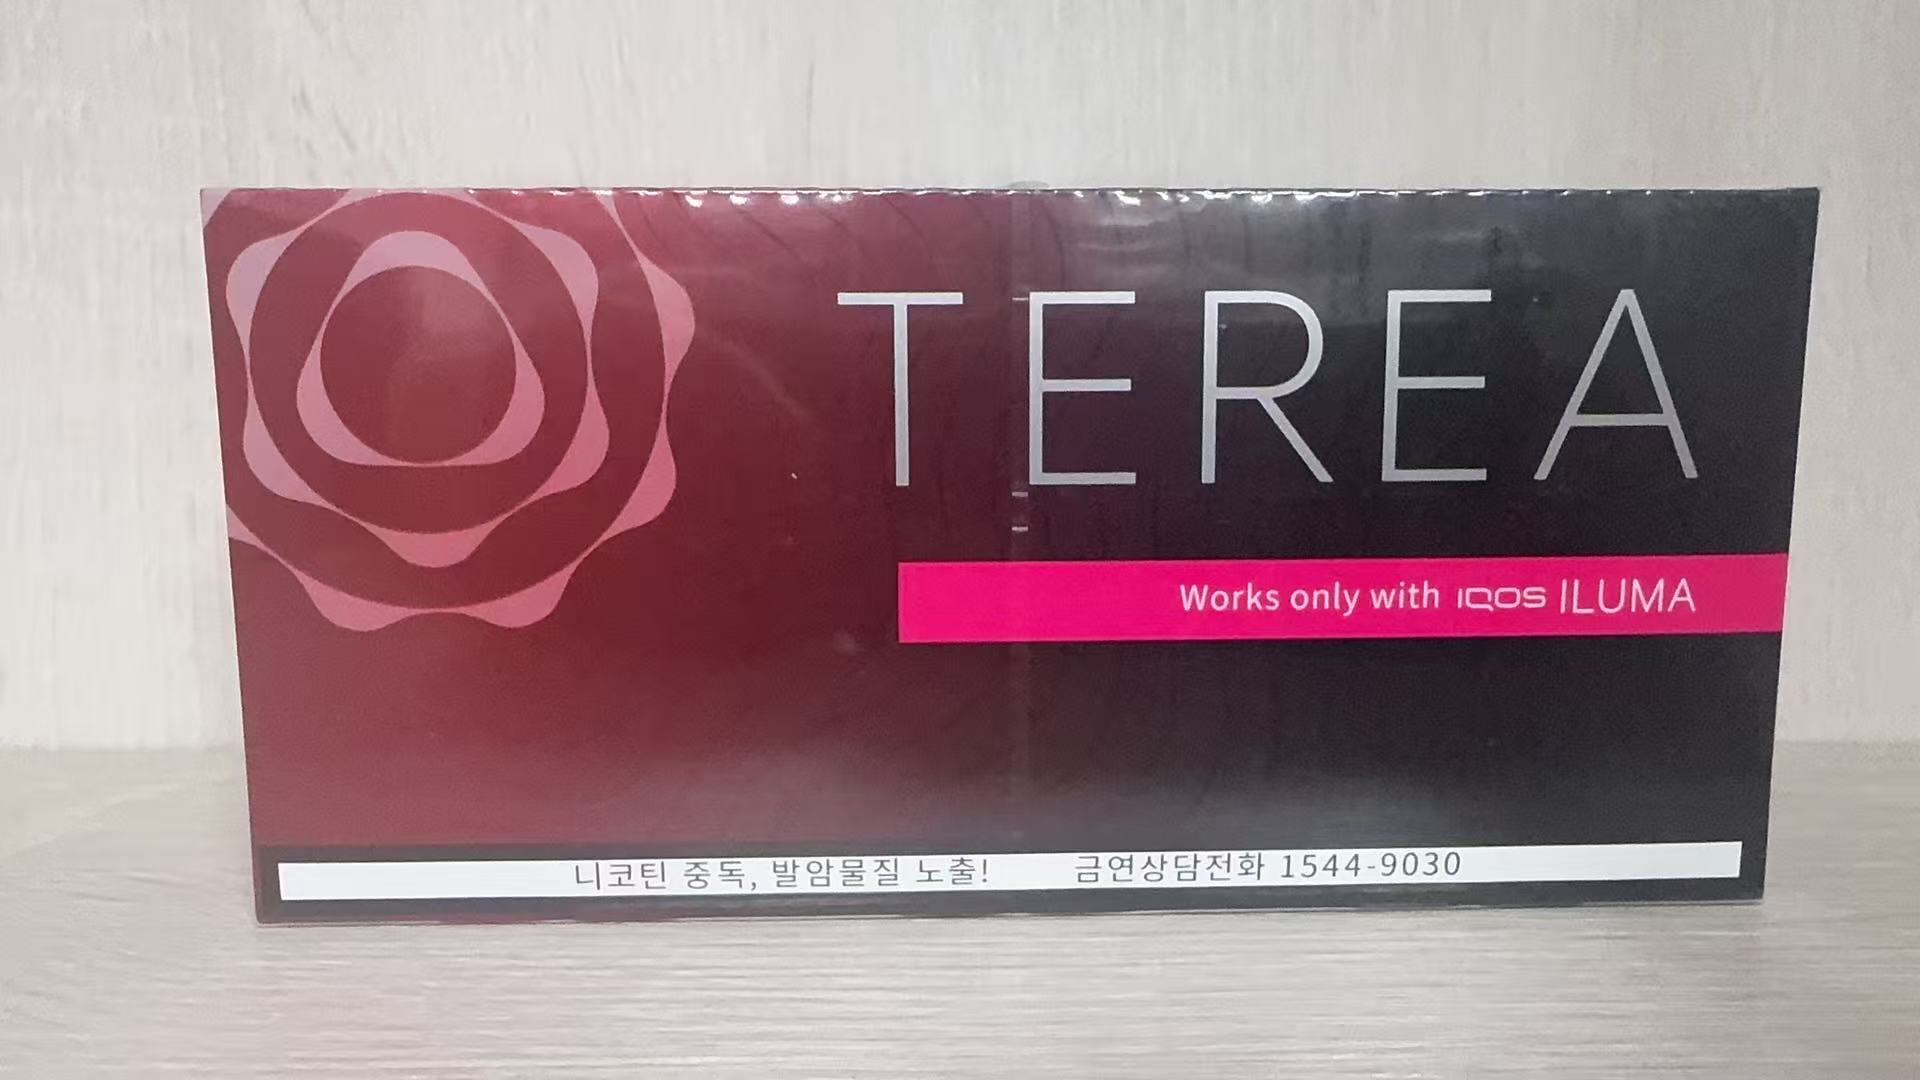 TEREA
Works only with IQOS ILUMA
니코틴 중독, 발암물질 노출! 금연상담전화 1544-9030